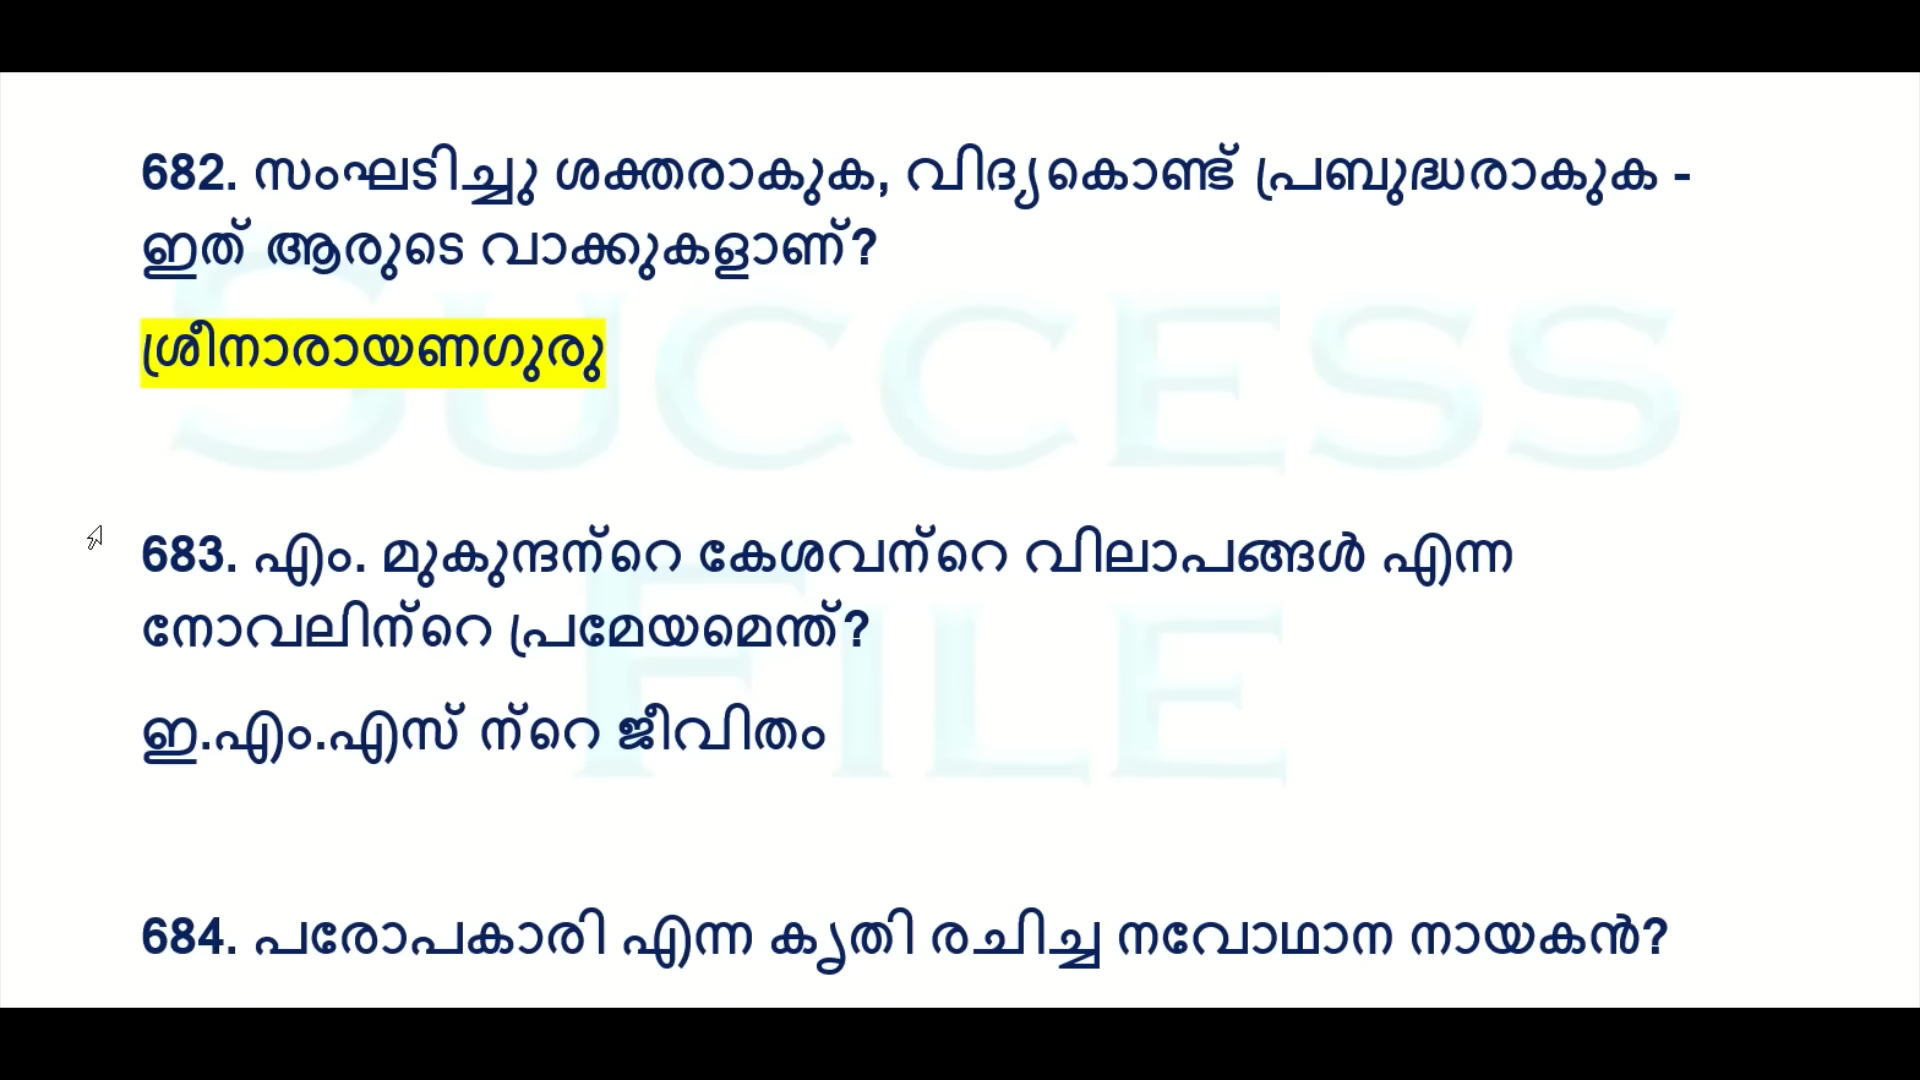 682. സംഘടിച്ചു ശക്തരാകുക, വിദ്യകൊണ്ട് പ്രബുദ്ധരാകുക -
ഇത് ആരുടെ വാക്കുകളാണ്?
ശ്രീനാരായണഗുരു
SUCCESS
683. എം. മുകുന്ദന്റെ കേശവന്റെ വിലാപങ്ങൾ എന്ന
നോവലിന്റെ പ്രമേയമെന്ത്?
FILE
ഇ.എം.എസ് ന്റെ ജീവിതം
684. പരോപകാരി എന്ന കൃതി രചിച്ച നവോഥാന നായകൻ?